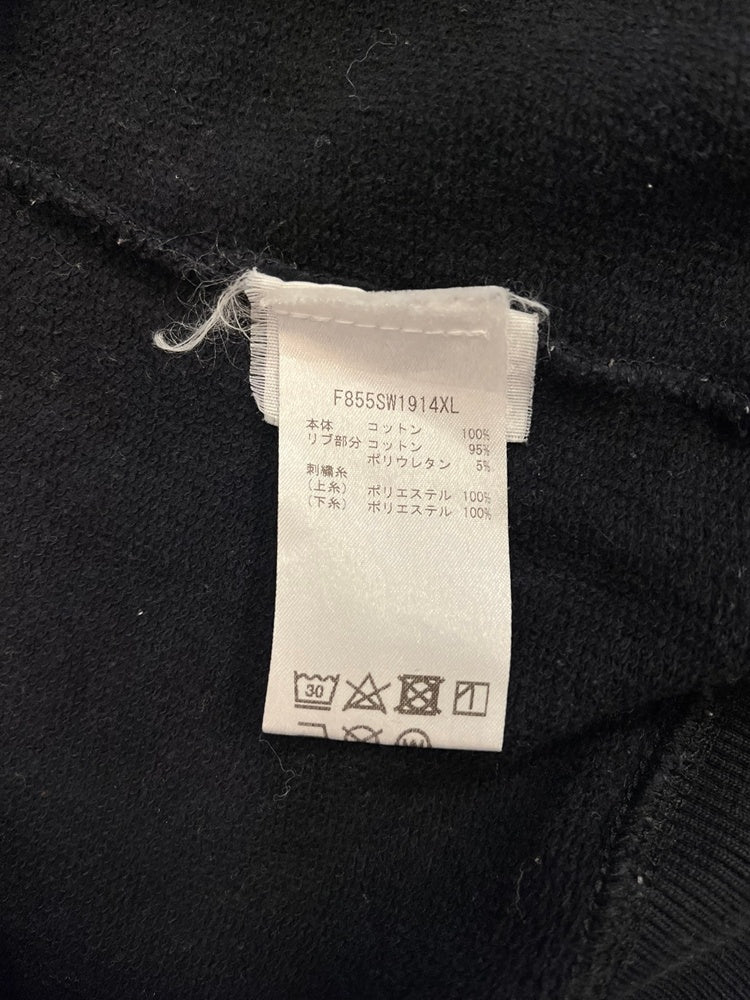 F855SW1914XL
本体 コットン 100%
リブ部分 コットン 95%
ポリウレタン 5%
刺繍糸
(上糸) ポリエステル 100%
(下糸) ポリエステル 100%
30